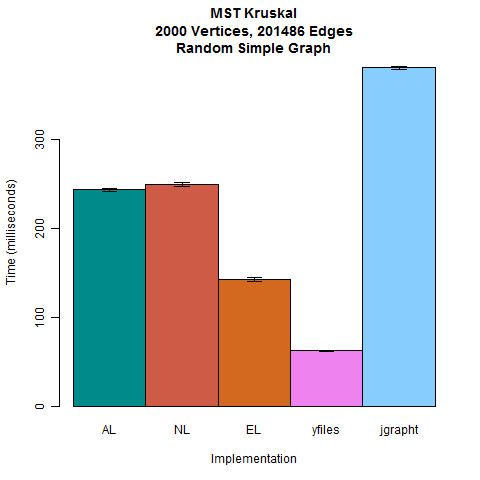 MST Kruskal
2000 Vertices, 201486 Edges
Random Simple Graph
Time (milliseconds)
300
200
100
0
AL NL EL yfiles jgrapht
Implementation